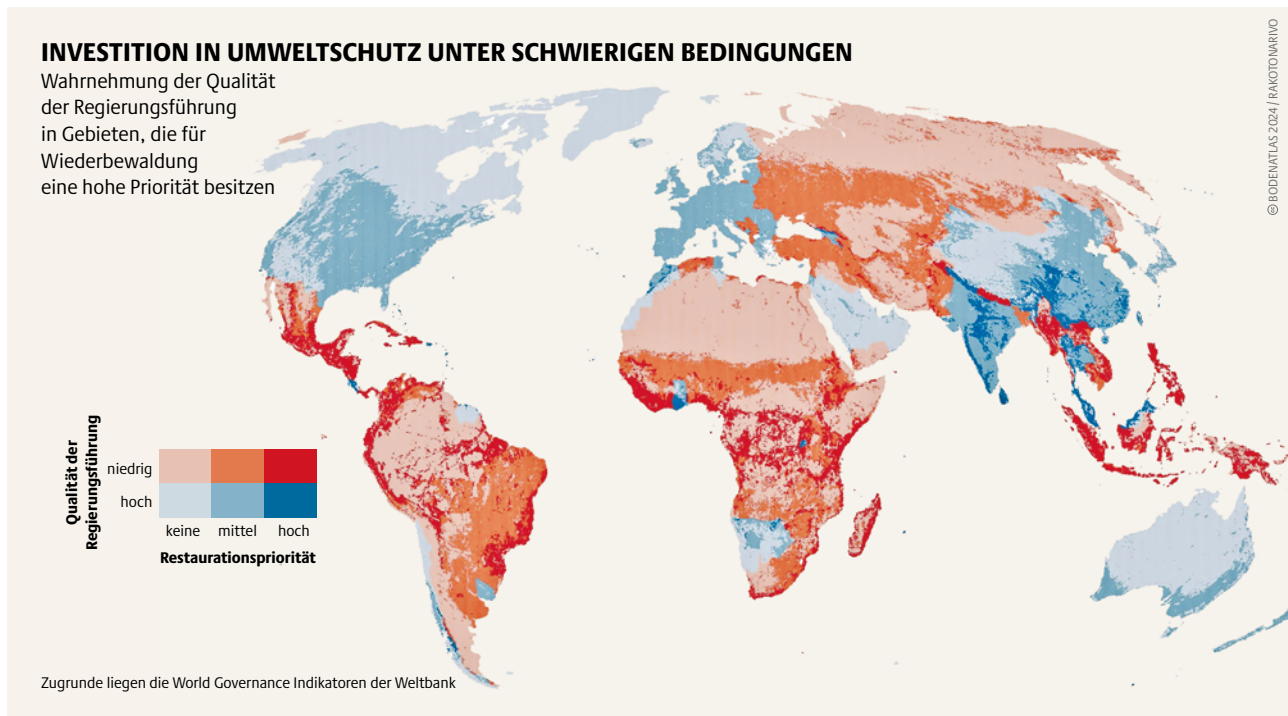 INVESTITION IN UMWELTSCHUTZ UNTER SCHWIERIGEN BEDINGUNGEN
Wahrnehmung der Qualität
der Regierungsführung
in Gebieten, die für
Wiederbewaldung
eine hohe Priorität besitzen
© BODENATLAS 2024 / RAKOTONARIVO
Qualität der
Regierungsführung
niedrig
hoch
keine mittel hoch
Restaurationspriorität
Zugrunde liegen die World Governance Indikatoren der Weltbank